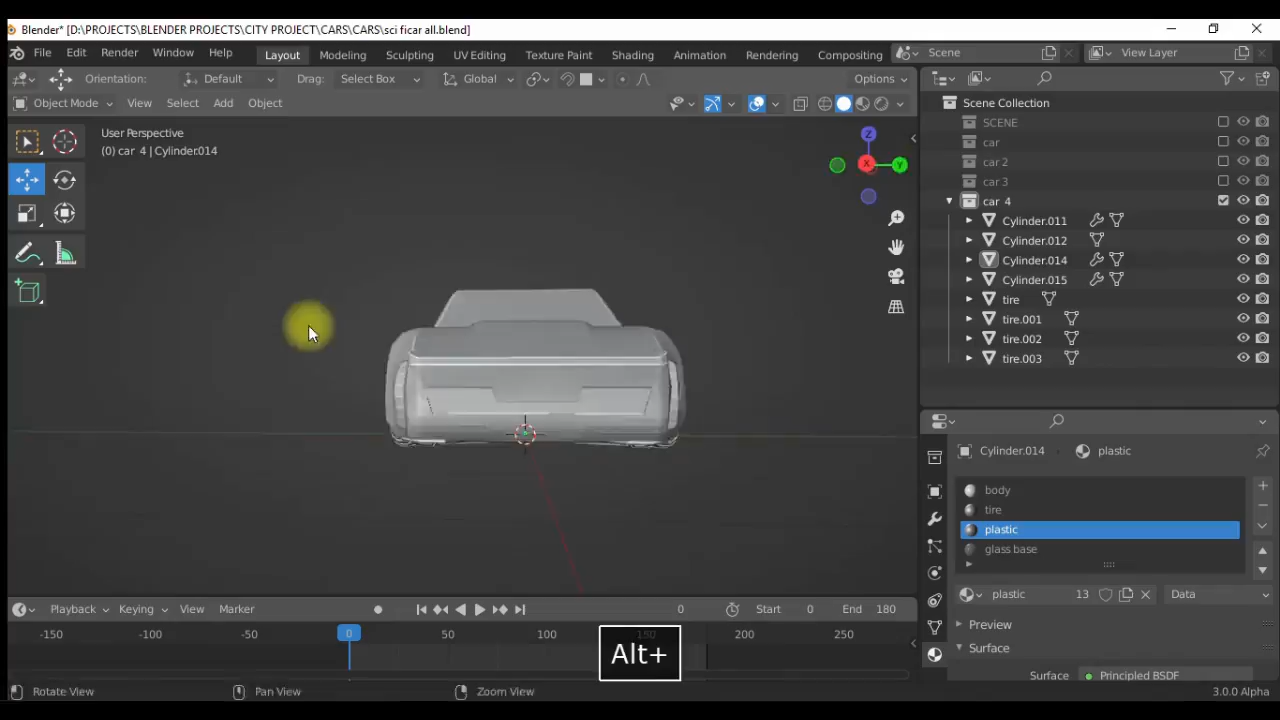 Blender* [D:\PROJECTS\BLENDER PROJECTS\CITY PROJECT\CARS\CARS\sci ficar all.blend]
File Edit Render Window Help Layout Modeling Sculpting UV Editing Texture Paint Shading Animation Rendering Compositing Scene View Layer
Orientation: Default Drag: Select Box Global Options
Object Mode View Select Add Object
Scene Collection
SCENE
car
car 2
car 3
car 4
Cylinder.011
Cylinder.012
Cylinder.014
Cylinder.015
tire
tire.001
tire.002
tire.003
User Perspective
(0) car 4 | Cylinder.014
Z
X
Y
Cylinder.014 plastic
body
tire
plastic
glass base
plastic 13 Data
Preview
Surface
Surface Principled BSDF
Playback Keying View Marker 0 Start 0 End 180
-150 -100 -50 0 50 100 150 200 250
Alt+
Rotate View Pan View Zoom View 3.0.0 Alpha